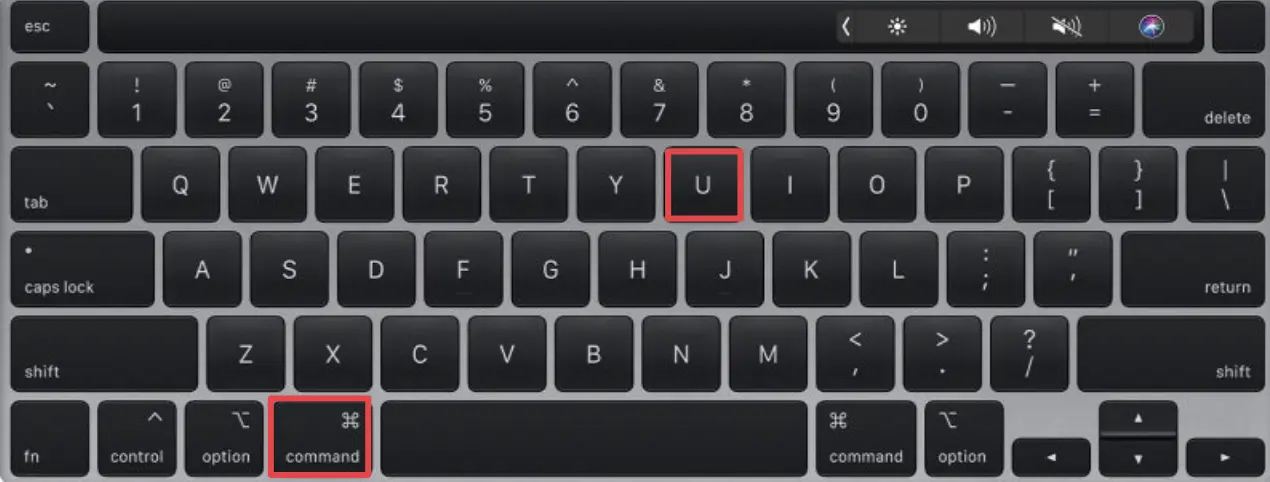 esc
~ ! @ # $ % ^ & * ( ) — +
` 1 2 3 4 5 6 7 8 9 0 - = delete
tab Q W E R T Y U I O P { [ } ] | \
caps lock A S D F G H J K L : ; " ' return
shift Z X C V B N M < , > . ? / shift
^ ⌥ ⌘ ⌘ ⌥
fn control option command command option